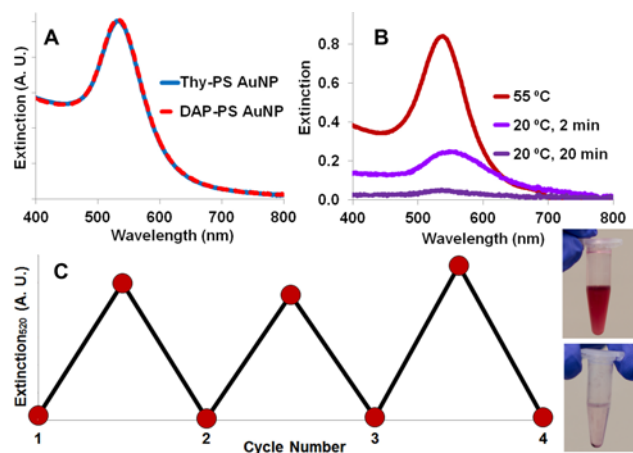 A
Extinction (A. U.)
Thy-PS AuNP
DAP-PS AuNP
400 500 600 700 800
Wavelength (nm)
B
Extinction
0.8
0.6
0.4
0.2
0.0
55 ºC
20 ºC, 2 min
20 ºC, 20 min
400 500 600 700 800
Wavelength (nm)
C
Extinction520 (A. U.)
1 2 3 4
Cycle Number